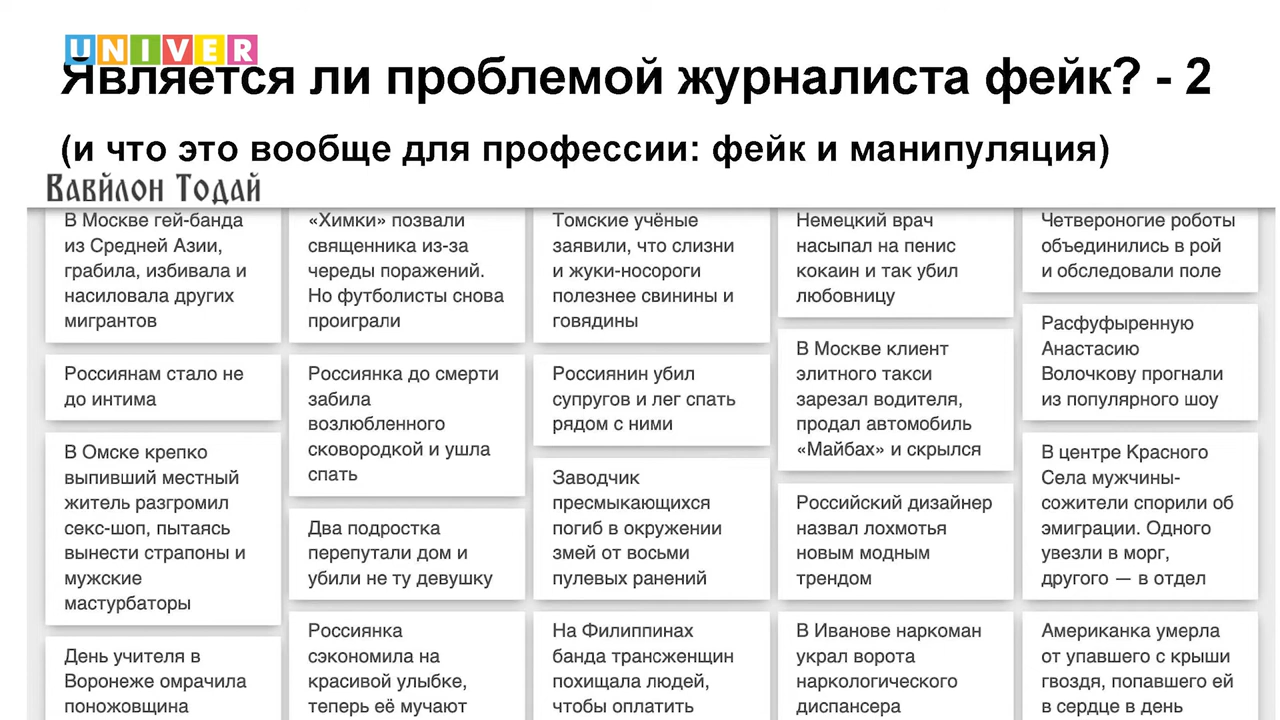 UNIVER
Является ли проблемой журналиста фейк? - 2
(и что это вообще для профессии: фейк и манипуляция)
Вавилон Тодай
В Москве гей-банда
из Средней Азии,
грабила, избивала и
насиловала других
мигрантов
Россиянам стало не
до интима
В Омске крепко
выпивший местный
житель разгромил
секс-шоп, пытаясь
вынести страпоны и
мужские
мастурбаторы
День учителя в
Воронеже омрачила
поножовщина
«Химки» позвали
священника из-за
череды поражений.
Но футболисты снова
проиграли
Россиянка до смерти
забила
возлюбленного
сковородкой и ушла
спать
Два подростка
перепутали дом и
убили не ту девушку
Россиянка
сэкономила на
красивой улыбке,
теперь её мучают
Томские учёные
заявили, что слизни
и жуки-носороги
полезнее свинины и
говядины
Россиянин убил
супругов и лег спать
рядом с ними
Заводчик
пресмыкающихся
погиб в окружении
змей от восьми
пулевых ранений
На Филиппинах
банда трансженщин
похищала людей,
чтобы оплатить
Немецкий врач
насыпал на пенис
кокаин и так убил
любовницу
В Москве клиент
элитного такси
зарезал водителя,
продал автомобиль
«Майбах» и скрылся
Российский дизайнер
назвал лохмотья
новым модным
трендом
В Иванове наркоман
украл ворота
наркологического
диспансера
Четвероногие роботы
объединились в рой
и обследовали поле
Расфуфыренную
Анастасию
Волочкову прогнали
из популярного шоу
В центре Красного
Села мужчины-
сожители спорили об
эмиграции. Одного
увезли в морг,
другого — в отдел
Американка умерла
от упавшего с крыши
гвоздя, попавшего ей
в сердце в день